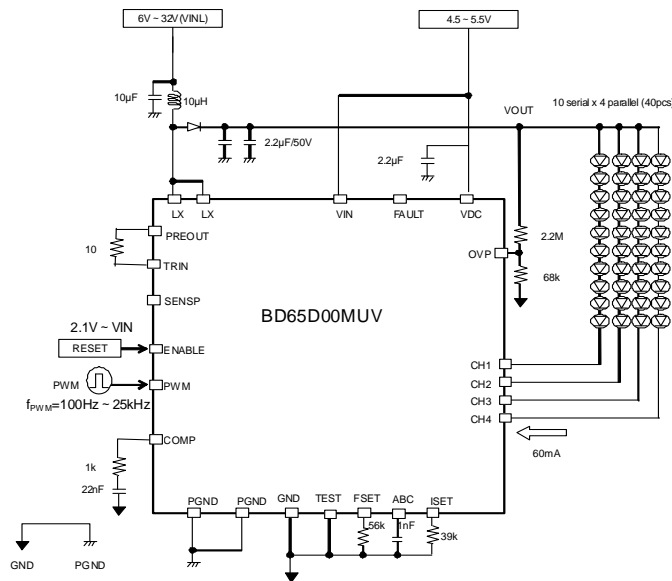 6V ~ 32V(VINL)
4.5 ~ 5.5V
10µF
10µH
2.2µF/50V
2.2µF
VOUT
10 serial x 4 parallel (40pcs)
LX
LX
VIN
FAULT
VDC
PREOUT
10
TRIN
SENSP
2.2M
OVP
68k
BD65D00MUV
2.1V ~ VIN
RESET
ENABLE
PWM
PWM
fPWM=100Hz ~ 25kHz
COMP
1k
22nF
CH1
CH2
CH3
CH4
60mA
PGND
PGND
GND
TEST
FSET
ABC
ISET
56k
1nF
39k
GND
PGND